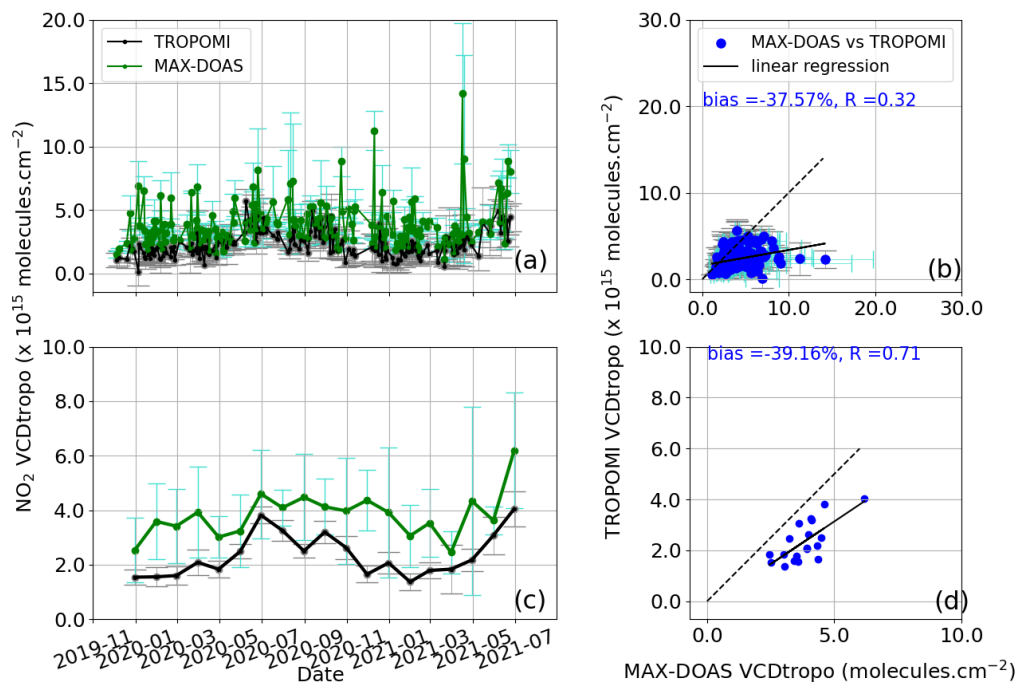 20.0
15.0
10.0
5.0
0.0
TROPOMI
MAX-DOAS
(a)
30.0
20.0
10.0
0.0
MAX-DOAS vs TROPOMI
linear regression
bias =-37.57%, R =0.32
(b)
0.0 10.0 20.0 30.0
NO₂ VCDtropo (x 10¹⁵ molecules.cm⁻²)
TROPOMI VCDtropo (x 10¹⁵ molecules.cm⁻²)
10.0
8.0
6.0
4.0
2.0
0.0
(c)
2019-11 2020-01 2020-03 2020-05 2020-07 2020-09 2020-11 2021-01 2021-03 2021-05 2021-07
Date
10.0
8.0
6.0
4.0
2.0
0.0
bias =-39.16%, R =0.71
(d)
0.0 5.0 10.0
MAX-DOAS VCDtropo (molecules.cm⁻²)